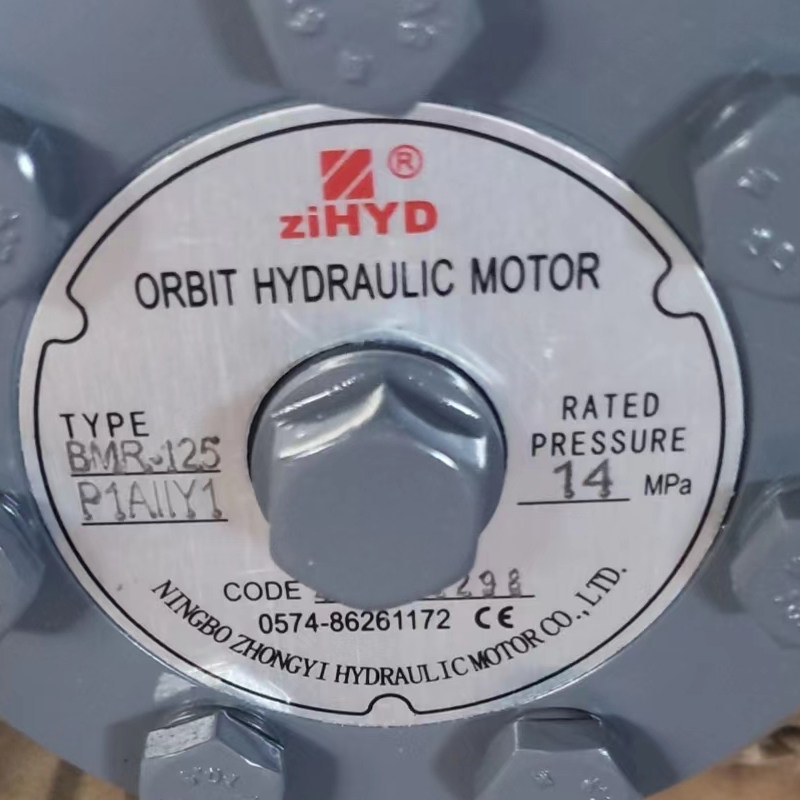 ®
ziHYD
ORBIT HYDRAULIC MOTOR
TYPE
BMR-125
P1AIIY1
RATED
PRESSURE
14 MPa
CODE
0574-86261172 CE
NINGBO ZHONGYI HYDRAULIC MOTOR CO., LTD.